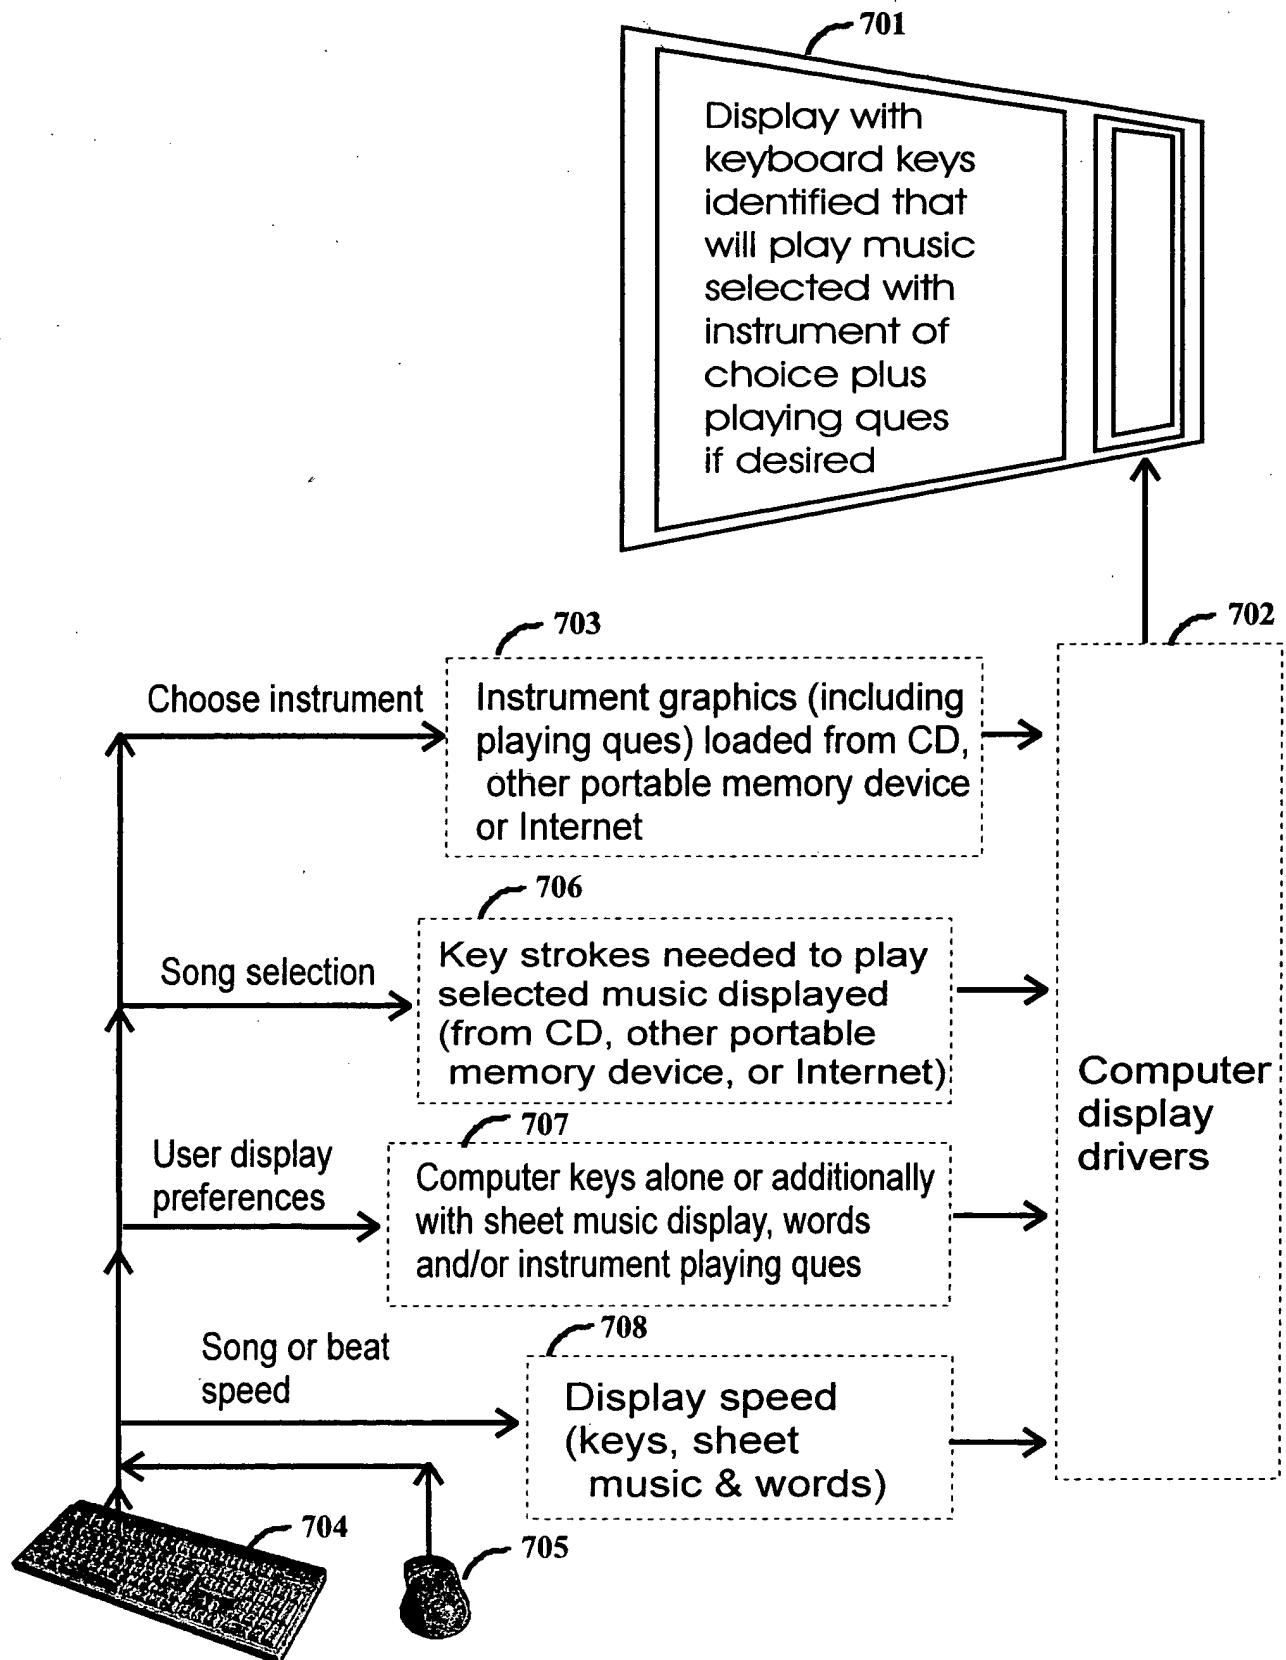 701
Display with
keyboard keys
identified that
will play music
selected with
instrument of
choice plus
playing ques
if desired
702
703
Choose instrument
Instrument graphics (including
playing ques) loaded from CD,
other portable memory device
or Internet
706
Song selection
Key strokes needed to play
selected music displayed
(from CD, other portable
memory device, or Internet)
Computer
display
drivers
707
User display
preferences
Computer keys alone or additionally
with sheet music display, words
and/or instrument playing ques
708
Song or beat
speed
Display speed
(keys, sheet
music & words)
704
705